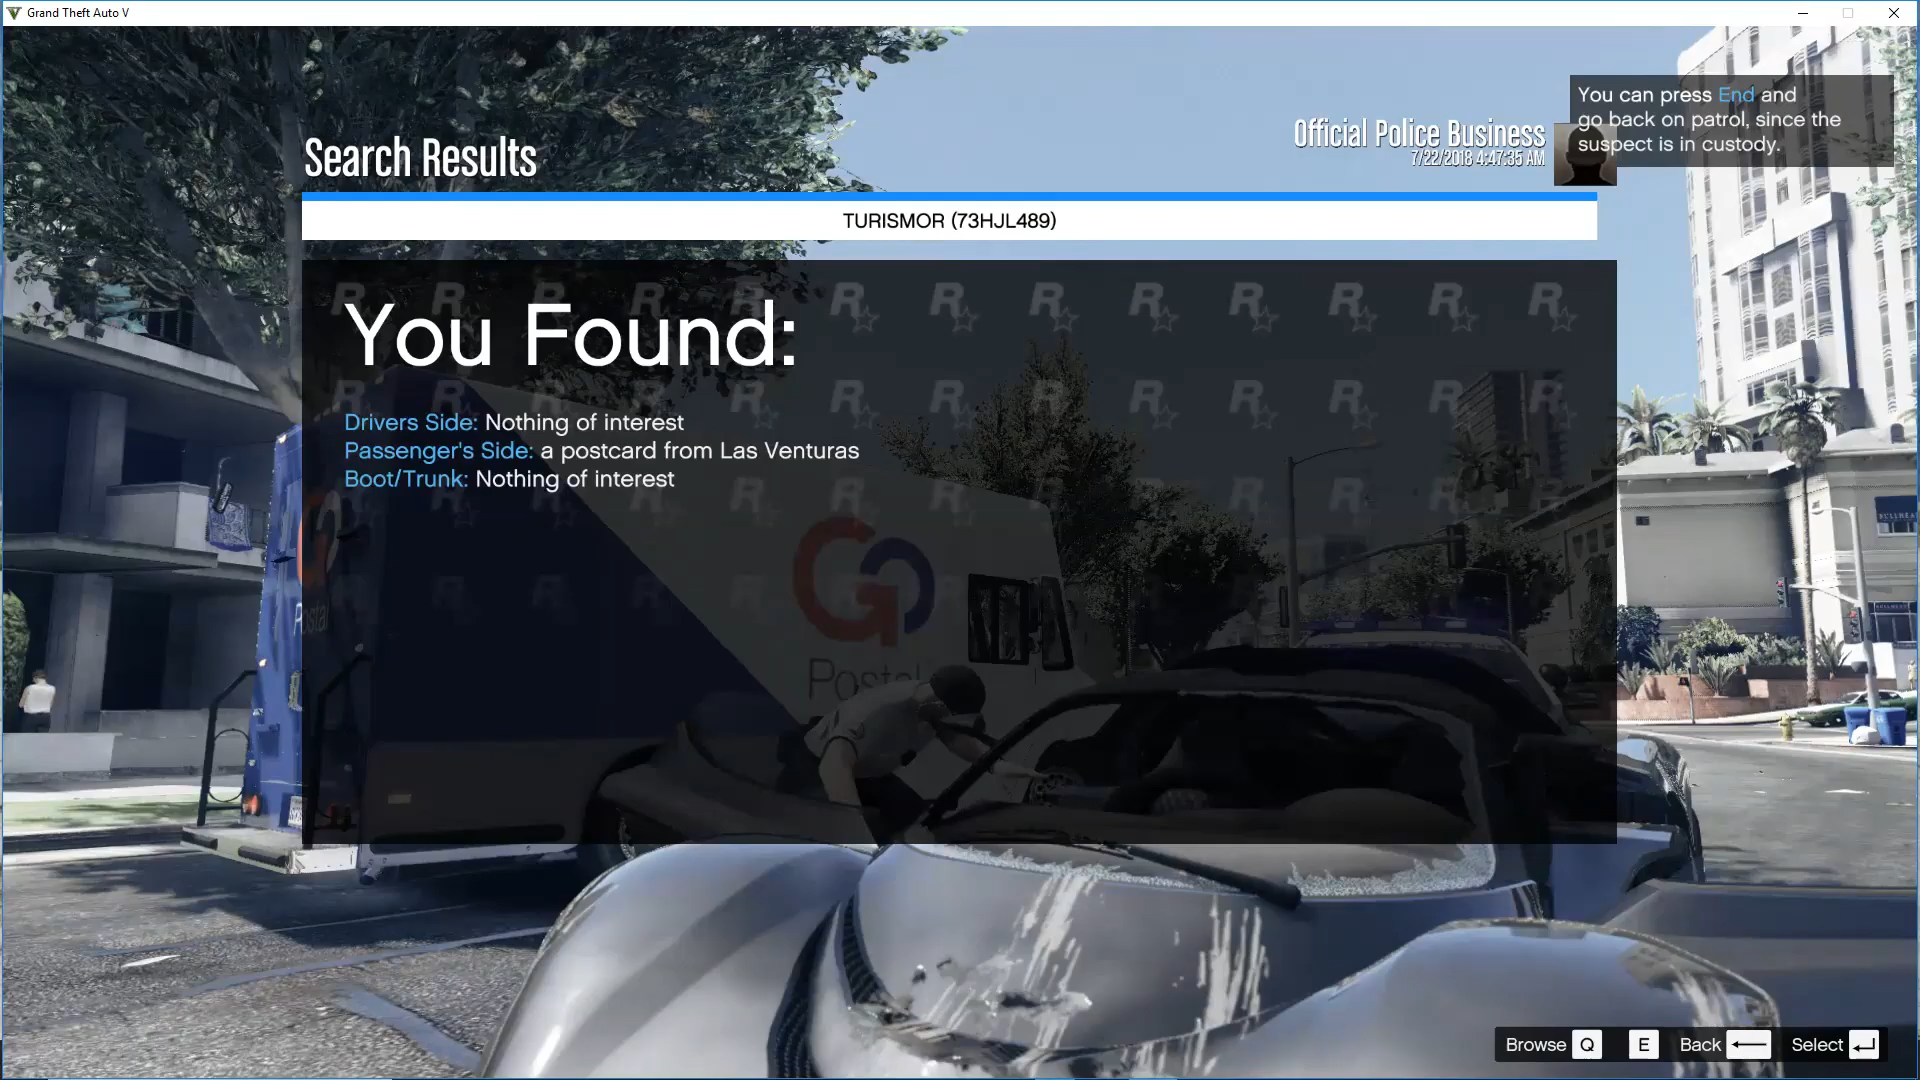 Grand Theft Auto V
You can press End and
go back on patrol, since the
suspect is in custody.
Official Police Business
7/22/2018 4:47:35 AM
Search Results
TURISMOR (73HJL489)
You Found:
Drivers Side: Nothing of interest
Passenger's Side: a postcard from Las Venturas
Boot/Trunk: Nothing of interest
GO
Postal
Postal
Browse Q E Back Select